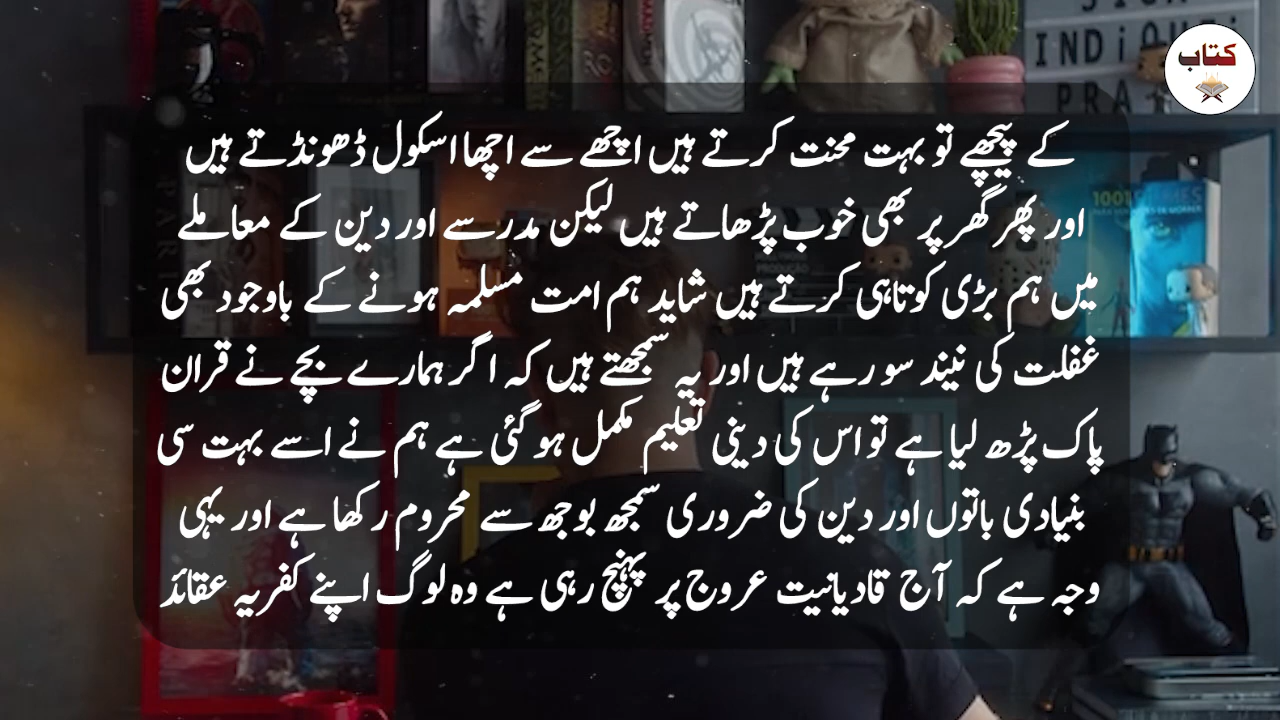 کتاب
INDiQU
PRA
1001
کے پیچھے تو بہت محنت کرتے ہیں اچھے سے اچھا اسکول ڈھونڈتے ہیں
اور پھر گھر پر بھی خوب پڑھاتے ہیں لیکن مدرسے اور دین کے معاملے
میں ہم بڑی کوتاہی کرتے ہیں شاید ہم امت مسلمہ ہونے کے باوجود بھی
غفلت کی نیند سو رہے ہیں اور یہ سمجھتے ہیں کہ اگر ہمارے بچے نے قران
پاک پڑھ لیا ہے تو اس کی دینی تعلیم مکمل ہو گئی ہے ہم نے اسے بہت سی
بنیادی باتوں اور دین کی ضروری سمجھ بوجھ سے محروم رکھا ہے اور یہی
وجہ ہے کہ آج قادیانیت عروج پر پہنچ رہی ہے وہ لوگ اپنے کفریہ عقائد